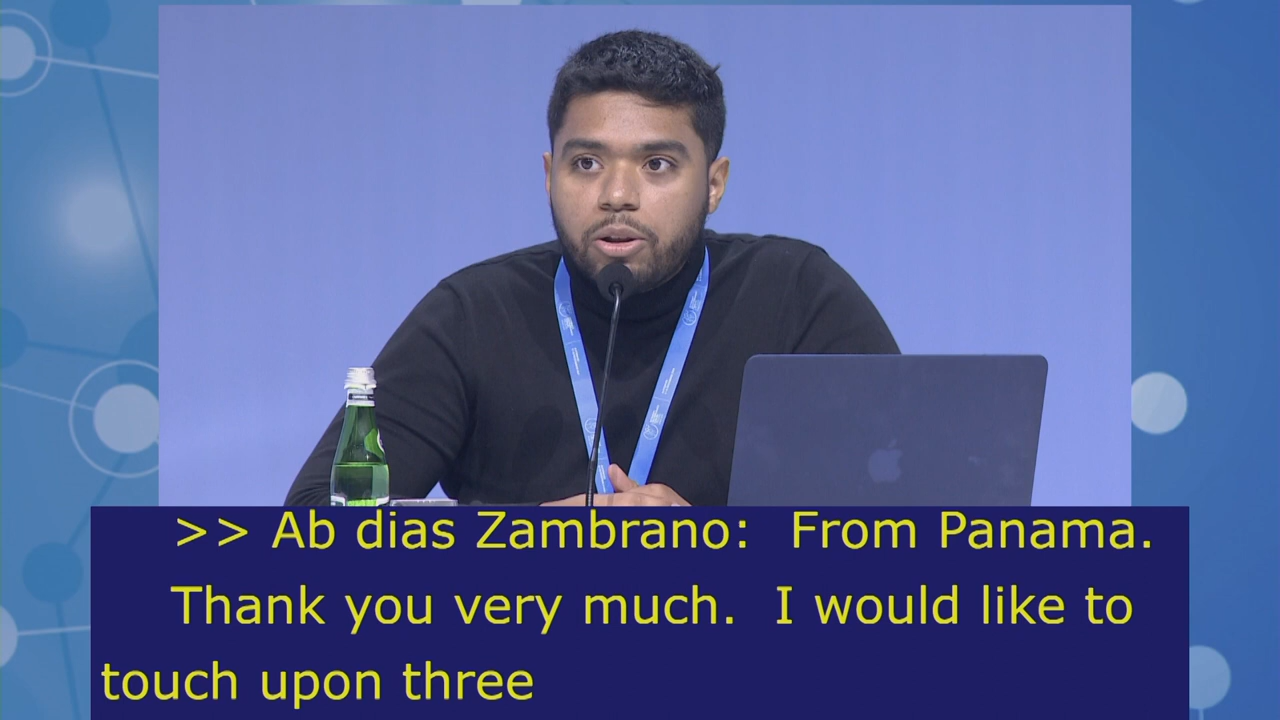 >> Ab dias Zambrano:  From Panama.
Thank you very much.  I would like to
touch upon three